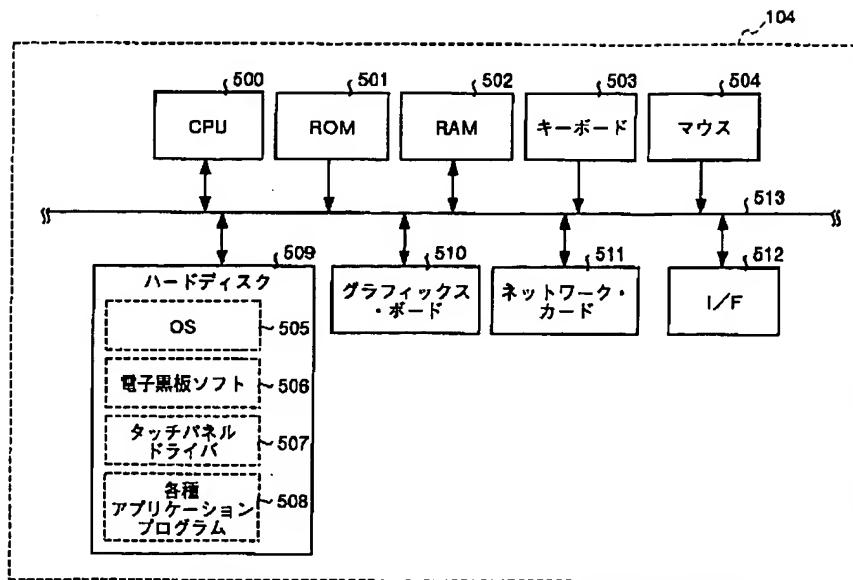 104
500
501
502
503
504
CPU
ROM
RAM
キーボード
マウス
513
509
510
511
512
ハードディスク
グラフィックス
・ボード
ネットワーク・
カード
I/F
OS
505
電子黒板ソフト
506
タッチパネル
ドライバ
507
各種
アプリケーション
プログラム
508